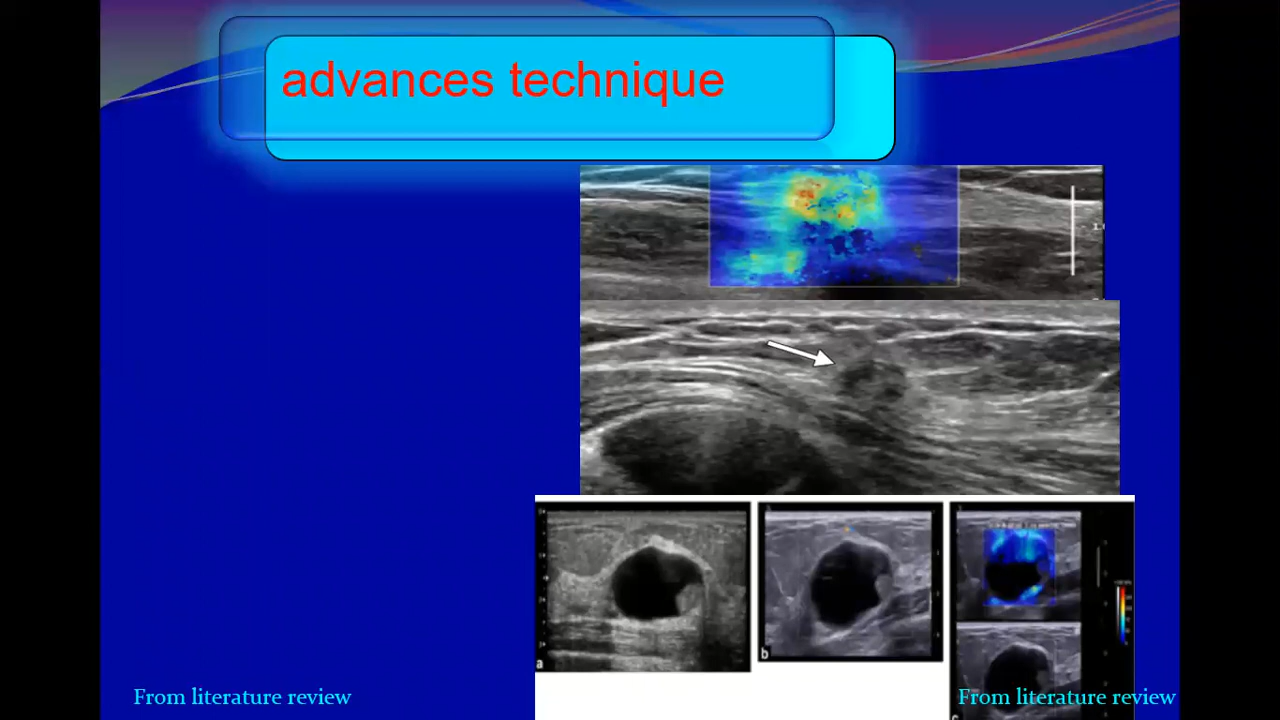 advances technique
a
b
c
From literature review
From literature review